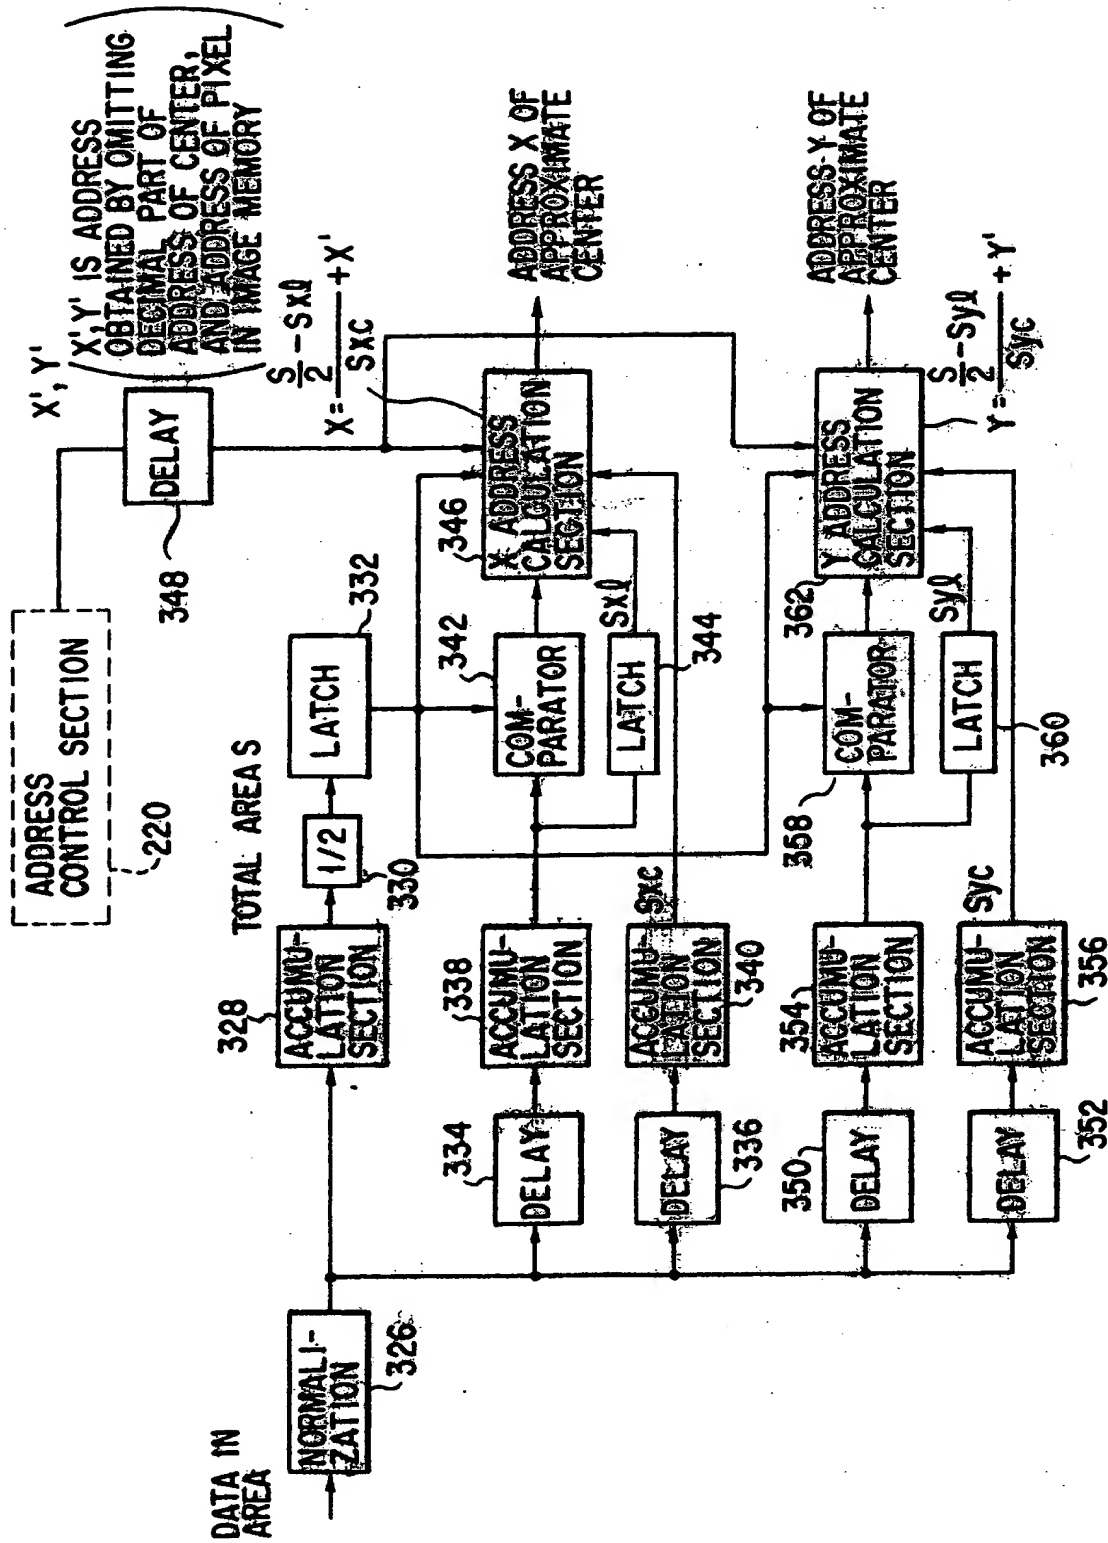 ADDRESS
CONTROL SECTION
220
X', Y'
DELAY
348
X',Y' IS ADDRESS
OBTAINED BY OMITTING
DECIMAL PART OF
ADDRESS OF CENTER,
AND ADDRESS OF PIXEL
IN IMAGE MEMORY
DATA IN
AREA
NORMALI-
ZATION
326
328
ACCUMU-
LATION
SECTION
TOTAL AREA S
1/2
330
LATCH
332
334
DELAY
338
ACCUMU-
LATION
SECTION
342
COM-
PARATOR
346
X ADDRESS
CALCULATION
SECTION
X = (S/2 - Sxl)/Sxc + X'
ADDRESS X OF
APPROXIMATE
CENTER
LATCH
344
Sxl
DELAY
336
ACCUMU-
LATION
SECTION
340
Sxc
350
DELAY
354
ACCUMU-
LATION
SECTION
358
COM-
PARATOR
362
Y ADDRESS
CALCULATION
SECTION
Y = (S/2 - Syl)/Syc + Y'
ADDRESS Y OF
APPROXIMATE
CENTER
LATCH
360
Syl
DELAY
352
ACCUMU-
LATION
SECTION
356
Syc